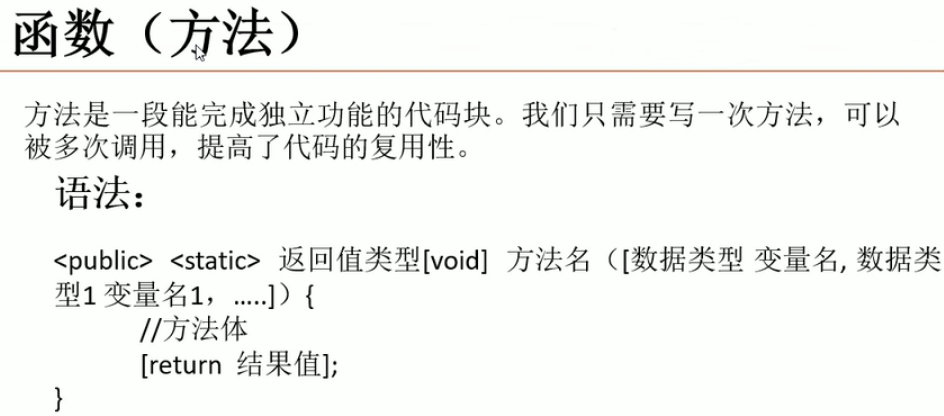 函数（方法）
方法是一段能完成独立功能的代码块。我们只需要写一次方法，可以
被多次调用，提高了代码的复用性。
语法：
<public> <static> 返回值类型[void] 方法名（[数据类型 变量名, 数据类
型1 变量名1，.....]）{
//方法体
[return 结果值];
}